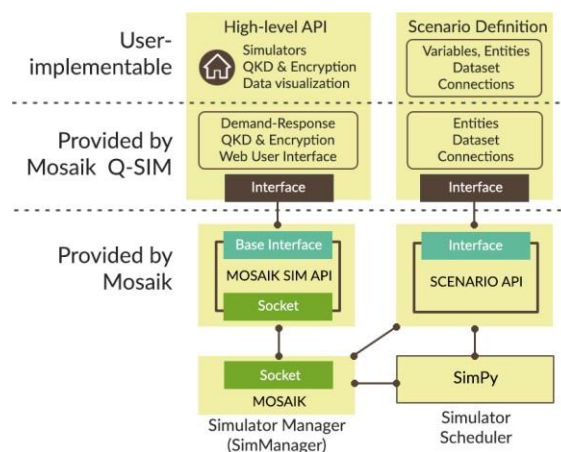 High-level API
Scenario Definition
User-
implementable
Simulators
QKD & Encryption
Data visualization
Variables, Entities
Dataset
Connections
Provided by
Mosaik Q-SIM
Demand-Response
QKD & Encryption
Web User Interface
Entities
Dataset
Connections
Interface
Interface
Provided by
Mosaik
Base Interface
MOSAIK SIM API
Socket
Interface
SCENARIO API
Socket
MOSAIK
SimPy
Simulator Manager
(SimManager)
Simulator
Scheduler